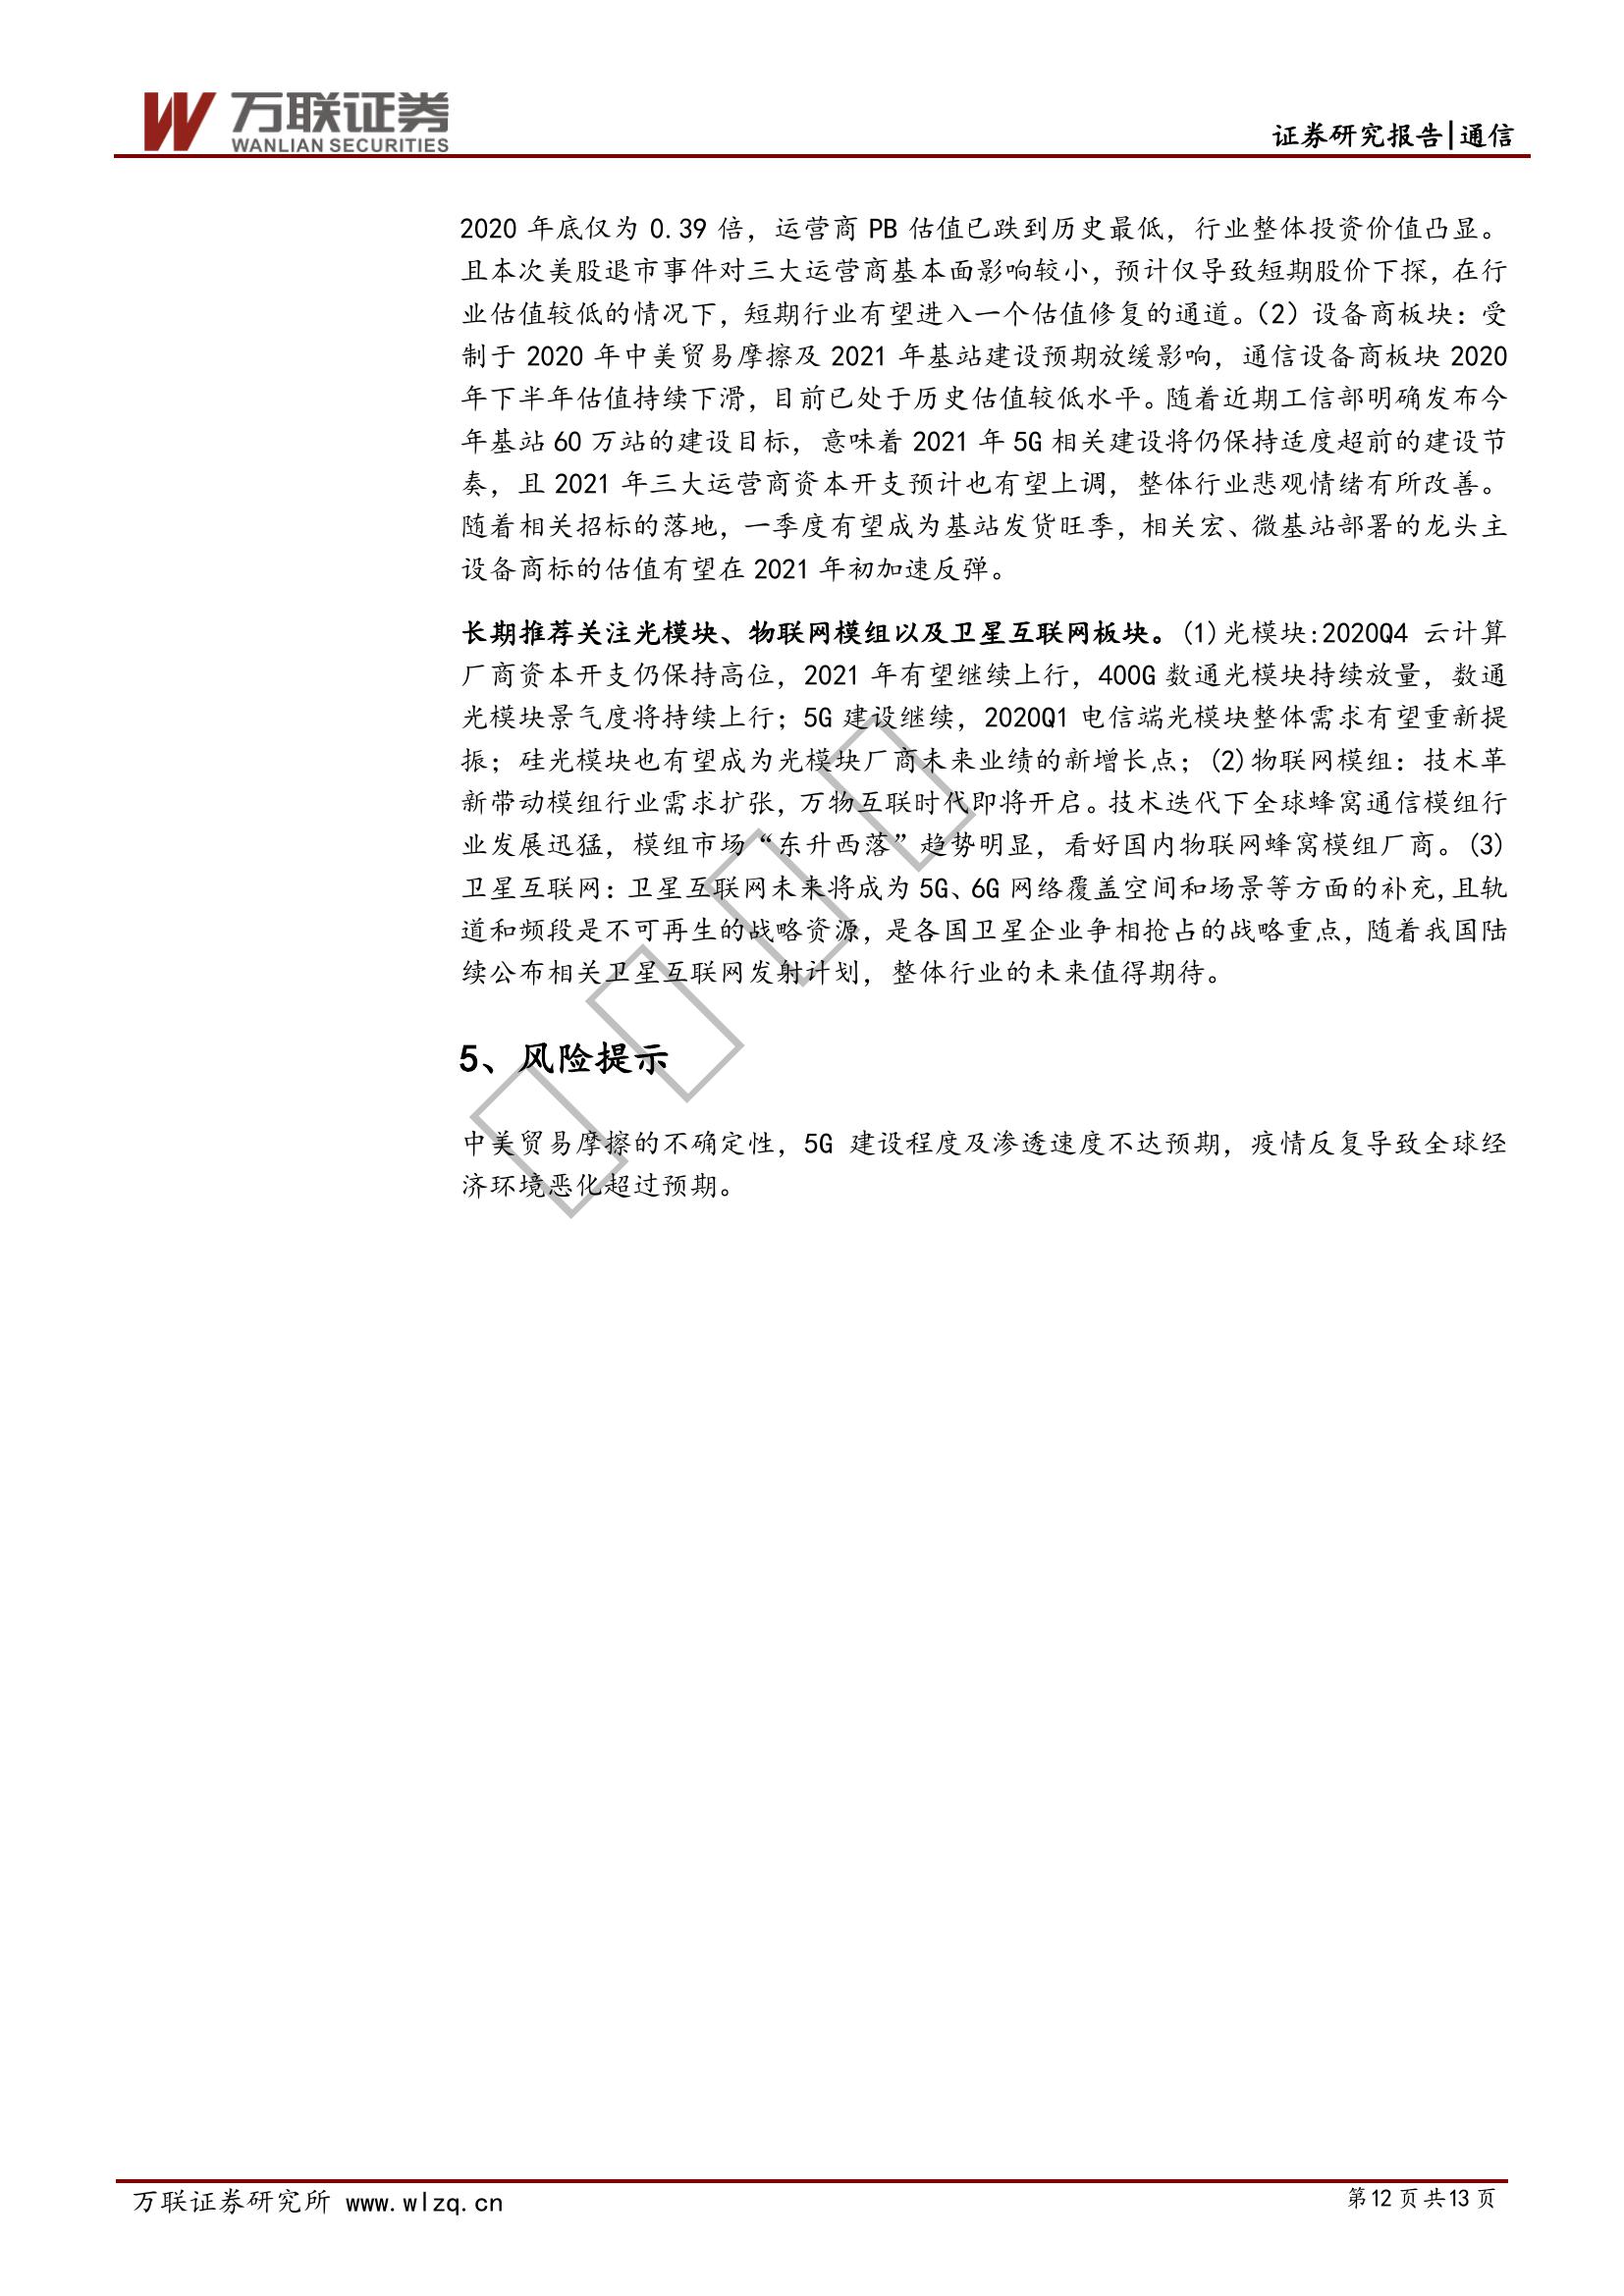 万联证券
WANLIAN SECURITIES
证券研究报告|通信
2020 年底仅为 0.39 倍，运营商 PB 估值已跌到历史最低，行业整体投资价值凸显。
且本次美股退市事件对三大运营商基本面影响较小，预计仅导致短期股价下探，在行
业估值较低的情况下，短期行业有望进入一个估值修复的通道。（2）设备商板块：受
制于 2020 年中美贸易摩擦及 2021 年基站建设预期放缓影响，通信设备商板块 2020
年下半年估值持续下滑，目前已处于历史估值较低水平。随着近期工信部明确发布今
年基站 60 万站的建设目标，意味着 2021 年 5G 相关建设将仍保持适度超前的建设节
奏，且 2021 年三大运营商资本开支预计也有望上调，整体行业悲观情绪有所改善。
随着相关招标的落地，一季度有望成为基站发货旺季，相关宏、微基站部署的龙头主
设备商标的估值有望在 2021 年初加速反弹。
长期推荐关注光模块、物联网模组以及卫星互联网板块。(1)光模块:2020Q4 云计算
厂商资本开支仍保持高位，2021 年有望继续上行，400G 数通光模块持续放量，数通
光模块景气度将持续上行；5G 建设继续，2020Q1 电信端光模块整体需求有望重新提
振；硅光模块也有望成为光模块厂商未来业绩的新增长点；(2)物联网模组：技术革
新带动模组行业需求扩张，万物互联时代即将开启。技术迭代下全球蜂窝通信模组行
业发展迅猛，模组市场“东升西落”趋势明显，看好国内物联网蜂窝模组厂商。(3)
卫星互联网：卫星互联网未来将成为 5G、6G 网络覆盖空间和场景等方面的补充，且轨
道和频段是不可再生的战略资源，是各国卫星企业争相抢占的战略重点，随着我国陆
续公布相关卫星互联网发射计划，整体行业的未来值得期待。
5、风险提示
中美贸易摩擦的不确定性，5G 建设程度及渗透速度不达预期，疫情反复导致全球经
济环境恶化超过预期。
万联证券研究所 www.wlzq.cn
第12 页 共13 页